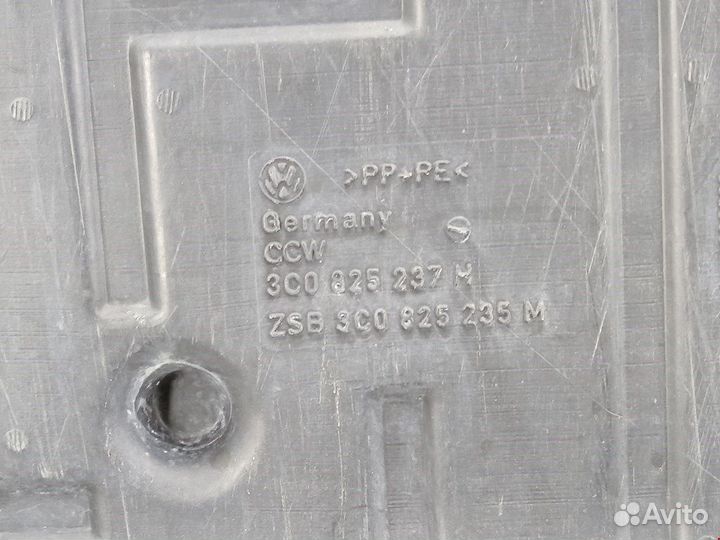 >PP+PE<
Germany
CCW
3C0 825 237 H
ZSB 3C0 825 235 M
Avito